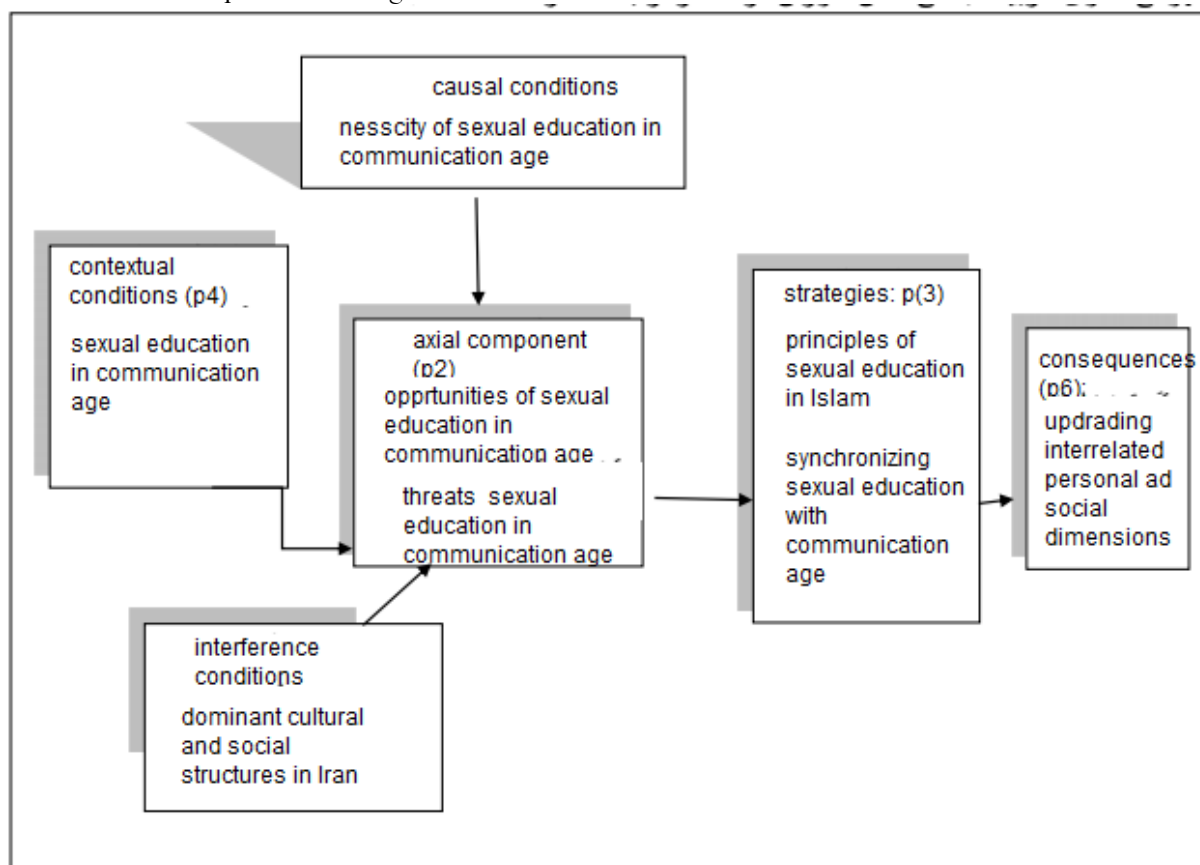 causal conditions
nesscity of sexual education in
communication age
contextual
conditions (p4)
sexual education
in communication
age
axial component
(p2)
opprtunities of sexual
education in
communication age
threats sexual
education in
communication age
interference
conditions
dominant cultural
and social
structures in Iran
strategies: p(3)
principles of
sexual education
in Islam
synchronizing
sexual education
with
communication
age
consequences
(p6):
updrading
interrelated
personal ad
social
dimensions